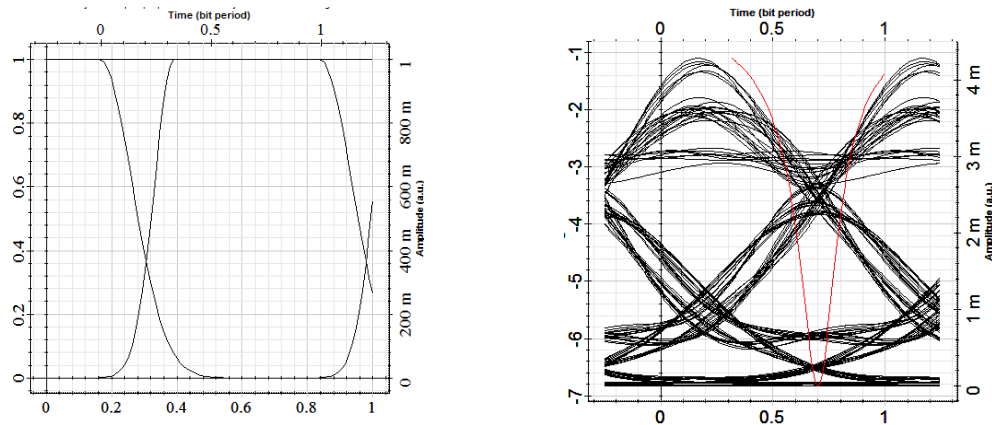 Time (bit period)
0 0.5 1
1
0.8
0.6
0.4
0.2
0
1
800 m
600 m
400 m
200 m
0
Amplitude (a.u.)
0 0.2 0.4 0.6 0.8 1
Time (bit period)
0 0.5 1
-1
-2
-3
-4
-5
-6
-7
4 m
3 m
2 m
1 m
0
Amplitude (a.u.)
0 0.5 1